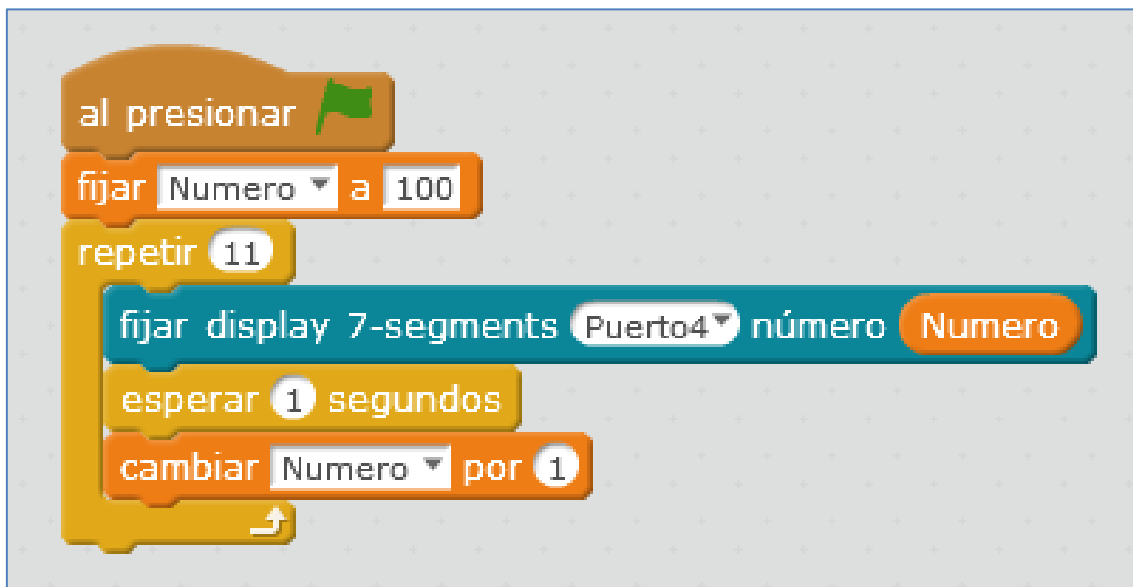 al presionar
fijar Numero a 100
repetir 11
fijar display 7-segments Puerto4 número Numero
esperar 1 segundos
cambiar Numero por 1